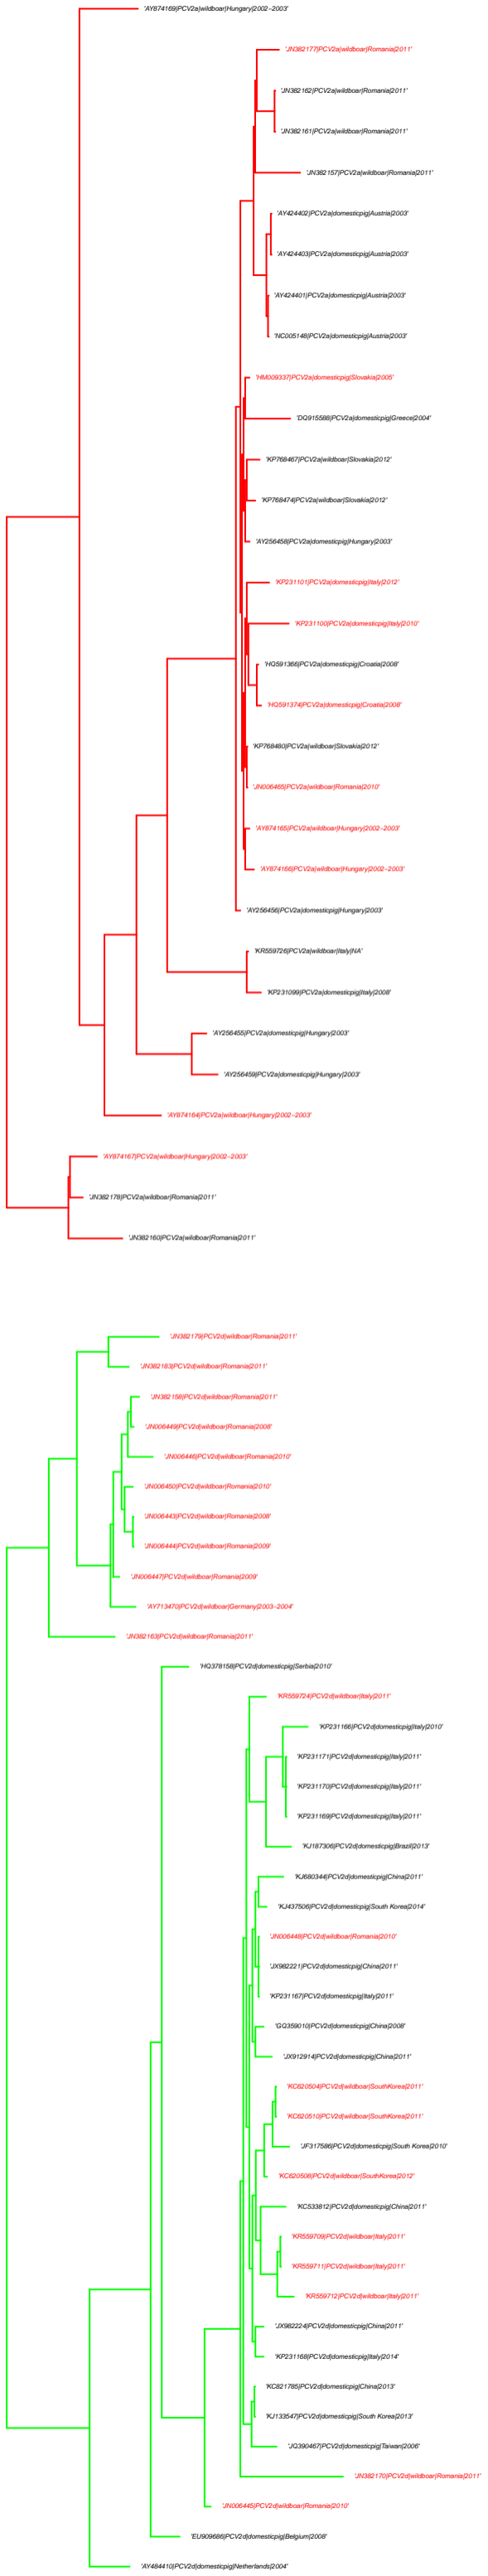 'AY874169|PCV2a|wildboar|Hungary|2002-2003'
'JN382177|PCV2a|wildboar|Romania|2011'
'JN382162|PCV2a|wildboar|Romania|2011'
'JN382161|PCV2a|wildboar|Romania|2011'
'JN382157|PCV2a|wildboar|Romania|2011'
'AY424402|PCV2a|domesticpig|Austria|2003'
'AY424403|PCV2a|domesticpig|Austria|2003'
'AY424401|PCV2a|domesticpig|Austria|2003'
'NC005148|PCV2a|domesticpig|Austria|2003'
'HM009337|PCV2a|domesticpig|Slovakia|2005'
'DQ915588|PCV2a|domesticpig|Greece|2004'
'KP768467|PCV2a|wildboar|Slovakia|2012'
'KP768474|PCV2a|wildboar|Slovakia|2012'
'AY256458|PCV2a|domesticpig|Hungary|2003'
'KP231101|PCV2a|domesticpig|Italy|2012'
'KP231100|PCV2a|domesticpig|Italy|2010'
'HQ591366|PCV2a|domesticpig|Croatia|2008'
'HQ591374|PCV2a|domesticpig|Croatia|2008'
'KP768480|PCV2a|wildboar|Slovakia|2012'
'JN006465|PCV2a|wildboar|Romania|2010'
'AY874165|PCV2a|wildboar|Hungary|2002-2003'
'AY874166|PCV2a|wildboar|Hungary|2002-2003'
'AY256456|PCV2a|domesticpig|Hungary|2003'
'KR559726|PCV2a|wildboar|Italy|NA'
'KP231099|PCV2a|domesticpig|Italy|2008'
'AY256455|PCV2a|domesticpig|Hungary|2003'
'AY256459|PCV2a|domesticpig|Hungary|2003'
'AY874164|PCV2a|wildboar|Hungary|2002-2003'
'AY874167|PCV2a|wildboar|Hungary|2002-2003'
'JN382178|PCV2a|wildboar|Romania|2011'
'JN382160|PCV2a|wildboar|Romania|2011'
'JN382179|PCV2d|wildboar|Romania|2011'
'JN382183|PCV2d|wildboar|Romania|2011'
'JN382158|PCV2d|wildboar|Romania|2011'
'JN006449|PCV2d|wildboar|Romania|2008'
'JN006446|PCV2d|wildboar|Romania|2010'
'JN006450|PCV2d|wildboar|Romania|2010'
'JN006443|PCV2d|wildboar|Romania|2008'
'JN006444|PCV2d|wildboar|Romania|2009'
'JN006447|PCV2d|wildboar|Romania|2009'
'AY713470|PCV2d|wildboar|Germany|2003-2004'
'JN382163|PCV2d|wildboar|Romania|2011'
'HQ378158|PCV2d|domesticpig|Serbia|2010'
'KR559724|PCV2d|wildboar|Italy|2011'
'KP231166|PCV2d|domesticpig|Italy|2010'
'KP231171|PCV2d|domesticpig|Italy|2011'
'KP231170|PCV2d|domesticpig|Italy|2011'
'KP231169|PCV2d|domesticpig|Italy|2011'
'KJ187306|PCV2d|domesticpig|Brazil|2013'
'KJ680344|PCV2d|domesticpig|China|2011'
'KJ437506|PCV2d|domesticpig|South Korea|2014'
'JN006448|PCV2d|wildboar|Romania|2010'
'JX982221|PCV2d|domesticpig|China|2011'
'KP231167|PCV2d|domesticpig|Italy|2011'
'GQ359010|PCV2d|domesticpig|China|2008'
'JX912914|PCV2d|domesticpig|China|2011'
'KC620504|PCV2d|wildboar|SouthKorea|2011'
'KC620510|PCV2d|wildboar|SouthKorea|2011'
'JF317586|PCV2d|domesticpig|South Korea|2010'
'KC620508|PCV2d|wildboar|SouthKorea|2012'
'KC533812|PCV2d|domesticpig|China|2011'
'KR559709|PCV2d|wildboar|Italy|2011'
'KR559711|PCV2d|wildboar|Italy|2011'
'KR559712|PCV2d|wildboar|Italy|2011'
'JX982224|PCV2d|domesticpig|China|2011'
'KP231168|PCV2d|domesticpig|Italy|2014'
'KC821785|PCV2d|domesticpig|China|2013'
'KJ133547|PCV2d|domesticpig|South Korea|2013'
'JQ390467|PCV2d|domesticpig|Taiwan|2006'
'JN382170|PCV2d|wildboar|Romania|2011'
'JN006445|PCV2d|wildboar|Romania|2010'
'EU909686|PCV2d|domesticpig|Belgium|2008'
'AY484410|PCV2d|domesticpig|Netherlands|2004'